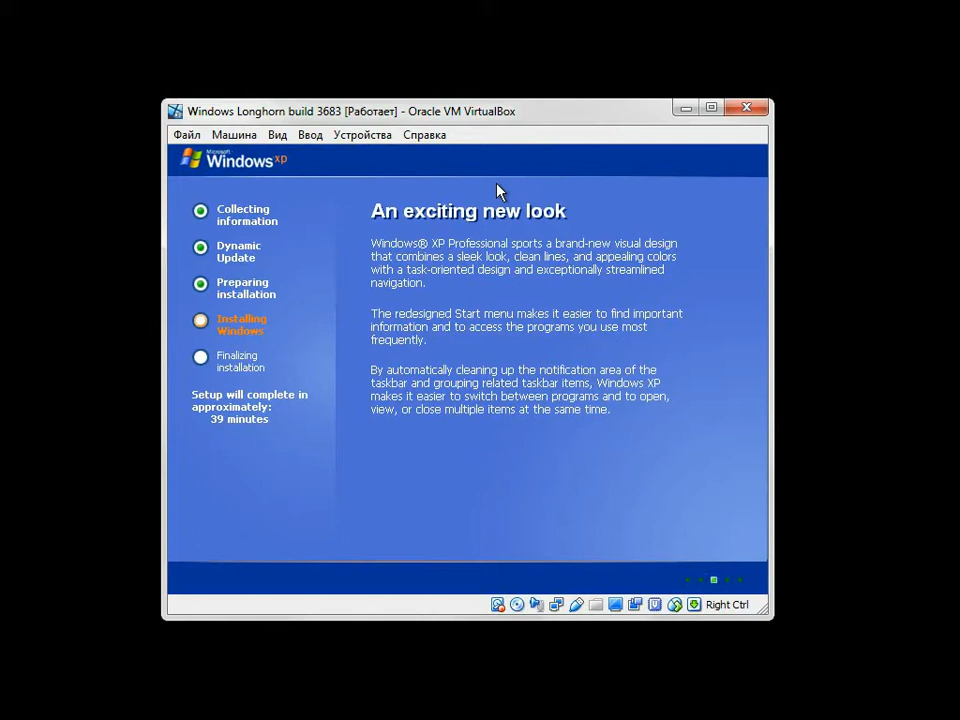 Windows Longhorn build 3683 [Работает] - Oracle VM VirtualBox
Файл Машина Вид Ввод Устройства Справка
Microsoft
Windows xp
Collecting
information
Dynamic
Update
Preparing
installation
Installing
Windows
Finalizing
installation
Setup will complete in
approximately:
39 minutes
An exciting new look
Windows® XP Professional sports a brand-new visual design
that combines a sleek look, clean lines, and appealing colors
with a task-oriented design and exceptionally streamlined
navigation.
The redesigned Start menu makes it easier to find important
information and to access the programs you use most
frequently.
By automatically cleaning up the notification area of the
taskbar and grouping related taskbar items, Windows XP
makes it easier to switch between programs and to open,
view, or close multiple items at the same time.
Right Ctrl